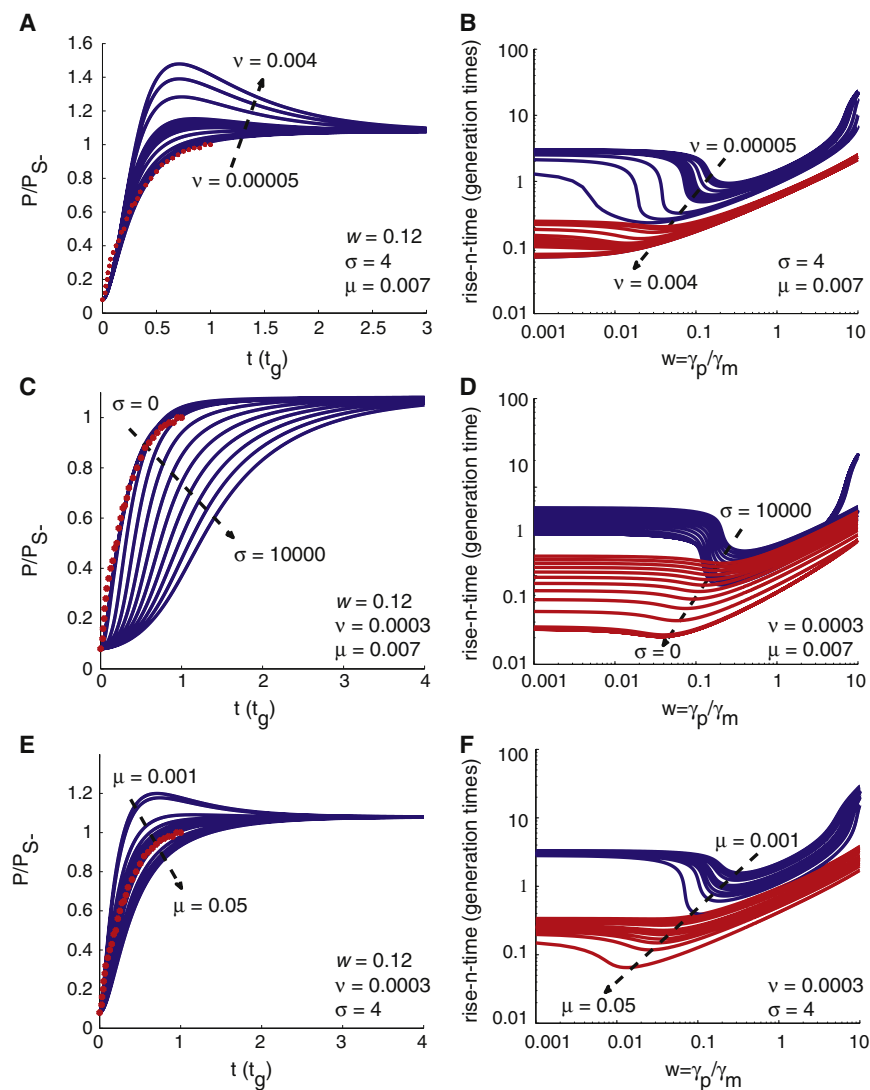 A
P/P_S-
1.6
1.4
1.2
1
0.8
0.6
0.4
0.2
0
ν = 0.004
ν = 0.00005
w = 0.12
σ = 4
μ = 0.007
0.5
1
1.5
2
2.5
3
t (t_g)
B
rise-n-time (generation times)
100
10
1
0.1
0.01
ν = 0.00005
ν = 0.004
σ = 4
μ = 0.007
0.001
0.01
0.1
1
10
w=γ_p/γ_m
C
P/P_S-
1
0.8
0.6
0.4
0.2
0
σ = 0
σ = 10000
w = 0.12
ν = 0.0003
μ = 0.007
0
1
2
3
4
t (t_g)
D
rise-n-time (generation time)
100
10
1
0.1
0.01
σ = 10000
σ = 0
ν = 0.0003
μ = 0.007
0.001
0.01
0.1
1
10
w=γ_p/γ_m
E
P/P_S-
1.2
1
0.8
0.6
0.4
0.2
0
μ = 0.001
μ = 0.05
w = 0.12
ν = 0.0003
σ = 4
0
1
2
3
4
t (t_g)
F
rise-n-time (generation times)
100
10
1
0.1
0.01
μ = 0.001
μ = 0.05
ν = 0.0003
σ = 4
0.001
0.01
0.1
1
10
w=γ_p/γ_m